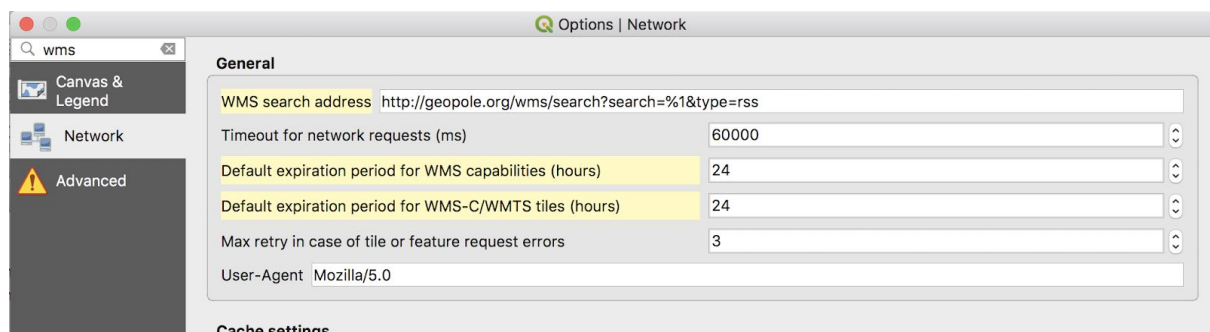 Options | Network
wms
Canvas &
Legend
Network
Advanced
General
WMS search address http://geopole.org/wms/search?search=%1&type=rss
Timeout for network requests (ms) 60000
Default expiration period for WMS capabilities (hours) 24
Default expiration period for WMS-C/WMTS tiles (hours) 24
Max retry in case of tile or feature request errors 3
User-Agent Mozilla/5.0
Cache settings